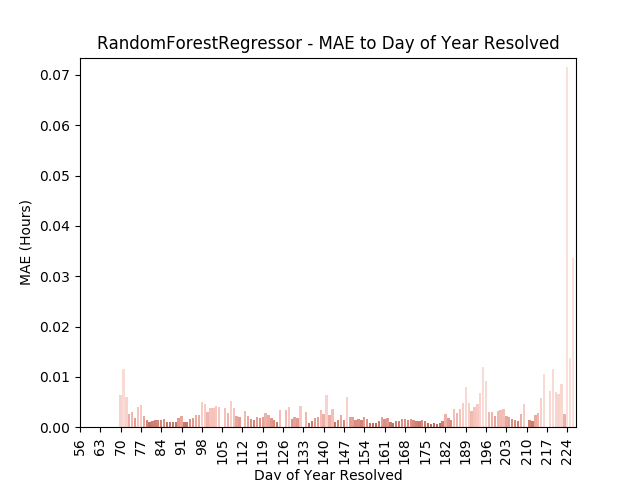 RandomForestRegressor - MAE to Day of Year Resolved
0.07
0.06
0.05
0.04
0.03
0.02
0.01
0.00
MAE (Hours)
56 63 70 77 84 91 98 105 112 119 126 133 140 147 154 161 168 175 182 189 196 203 210 217 224
Day of Year Resolved